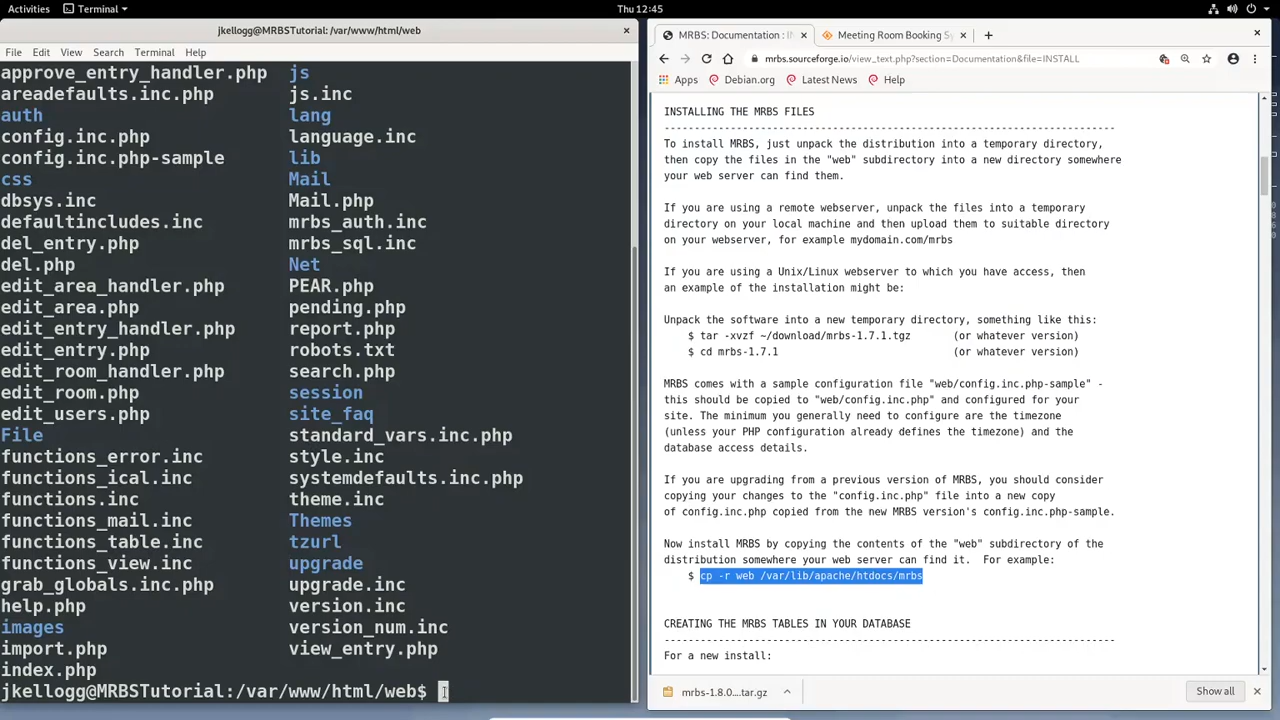 Activities
Terminal
Thu 12:45
jkellogg@MRBSTutorial: /var/www/html/web
File Edit View Search Terminal Help
approve_entry_handler.php js
areadefaults.inc.php js.inc
auth lang
config.inc.php language.inc
config.inc.php-sample lib
css Mail
dbsys.inc Mail.php
defaultincludes.inc mrbs_auth.inc
del_entry.php mrbs_sql.inc
del.php Net
edit_area_handler.php PEAR.php
edit_area.php pending.php
edit_entry_handler.php report.php
edit_entry.php robots.txt
edit_room_handler.php search.php
edit_room.php session
edit_users.php site_faq
File standard_vars.inc.php
functions_error.inc style.inc
functions_ical.inc systemdefaults.inc.php
functions.inc theme.inc
functions_mail.inc Themes
functions_table.inc tzurl
functions_view.inc upgrade
grab_globals.inc.php upgrade.inc
help.php version.inc
images version_num.inc
import.php view_entry.php
index.php
jkellogg@MRBSTutorial:/var/www/html/web$
MRBS: Documentation : IN
Meeting Room Booking Sy
mrbs.sourceforge.io/view_text.php?section=Documentation&file=INSTALL
Apps Debian.org Latest News Help
INSTALLING THE MRBS FILES
---------------------------------------------------------------------------
To install MRBS, just unpack the distribution into a temporary directory,
then copy the files in the "web" subdirectory into a new directory somewhere
your web server can find them.
If you are using a remote webserver, unpack the files into a temporary
directory on your local machine and then upload them to suitable directory
on your webserver, for example mydomain.com/mrbs
If you are using a Unix/Linux webserver to which you have access, then
an example of the installation might be:
Unpack the software into a new temporary directory, something like this:
$ tar -xvzf ~/download/mrbs-1.7.1.tgz (or whatever version)
$ cd mrbs-1.7.1 (or whatever version)
MRBS comes with a sample configuration file "web/config.inc.php-sample" -
this should be copied to "web/config.inc.php" and configured for your
site. The minimum you generally need to configure are the timezone
(unless your PHP configuration already defines the timezone) and the
database access details.
If you are upgrading from a previous version of MRBS, you should consider
copying your changes to the "config.inc.php" file into a new copy
of config.inc.php copied from the new MRBS version's config.inc.php-sample.
Now install MRBS by copying the contents of the "web" subdirectory of the
distribution somewhere your web server can find it. For example:
$ cp -r web /var/lib/apache/htdocs/mrbs
CREATING THE MRBS TABLES IN YOUR DATABASE
---------------------------------------------------------------------------
For a new install:
mrbs-1.8.0....tar.gz
Show all